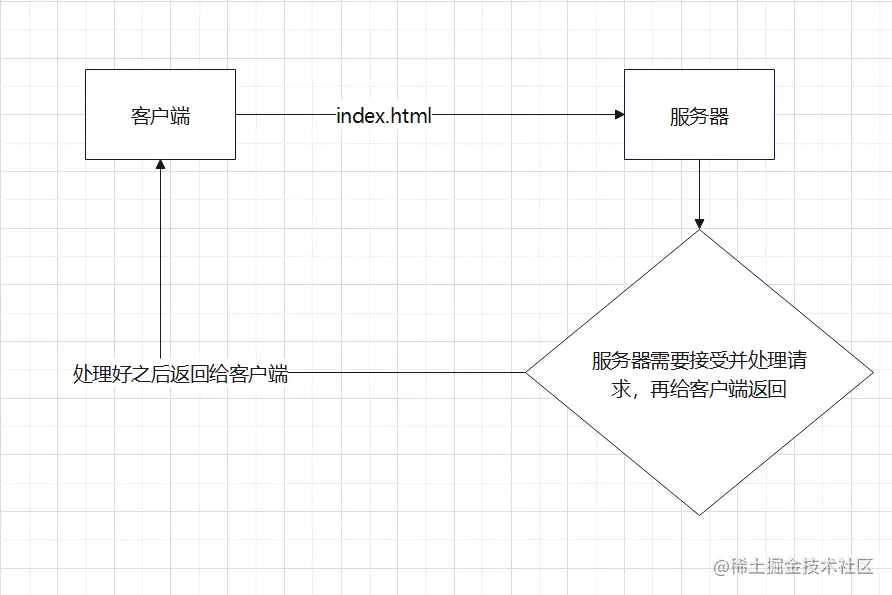 客户端
index.html
服务器
服务器需要接受并处理请
求，再给客户端返回
处理好之后返回给客户端
@稀土掘金技术社区